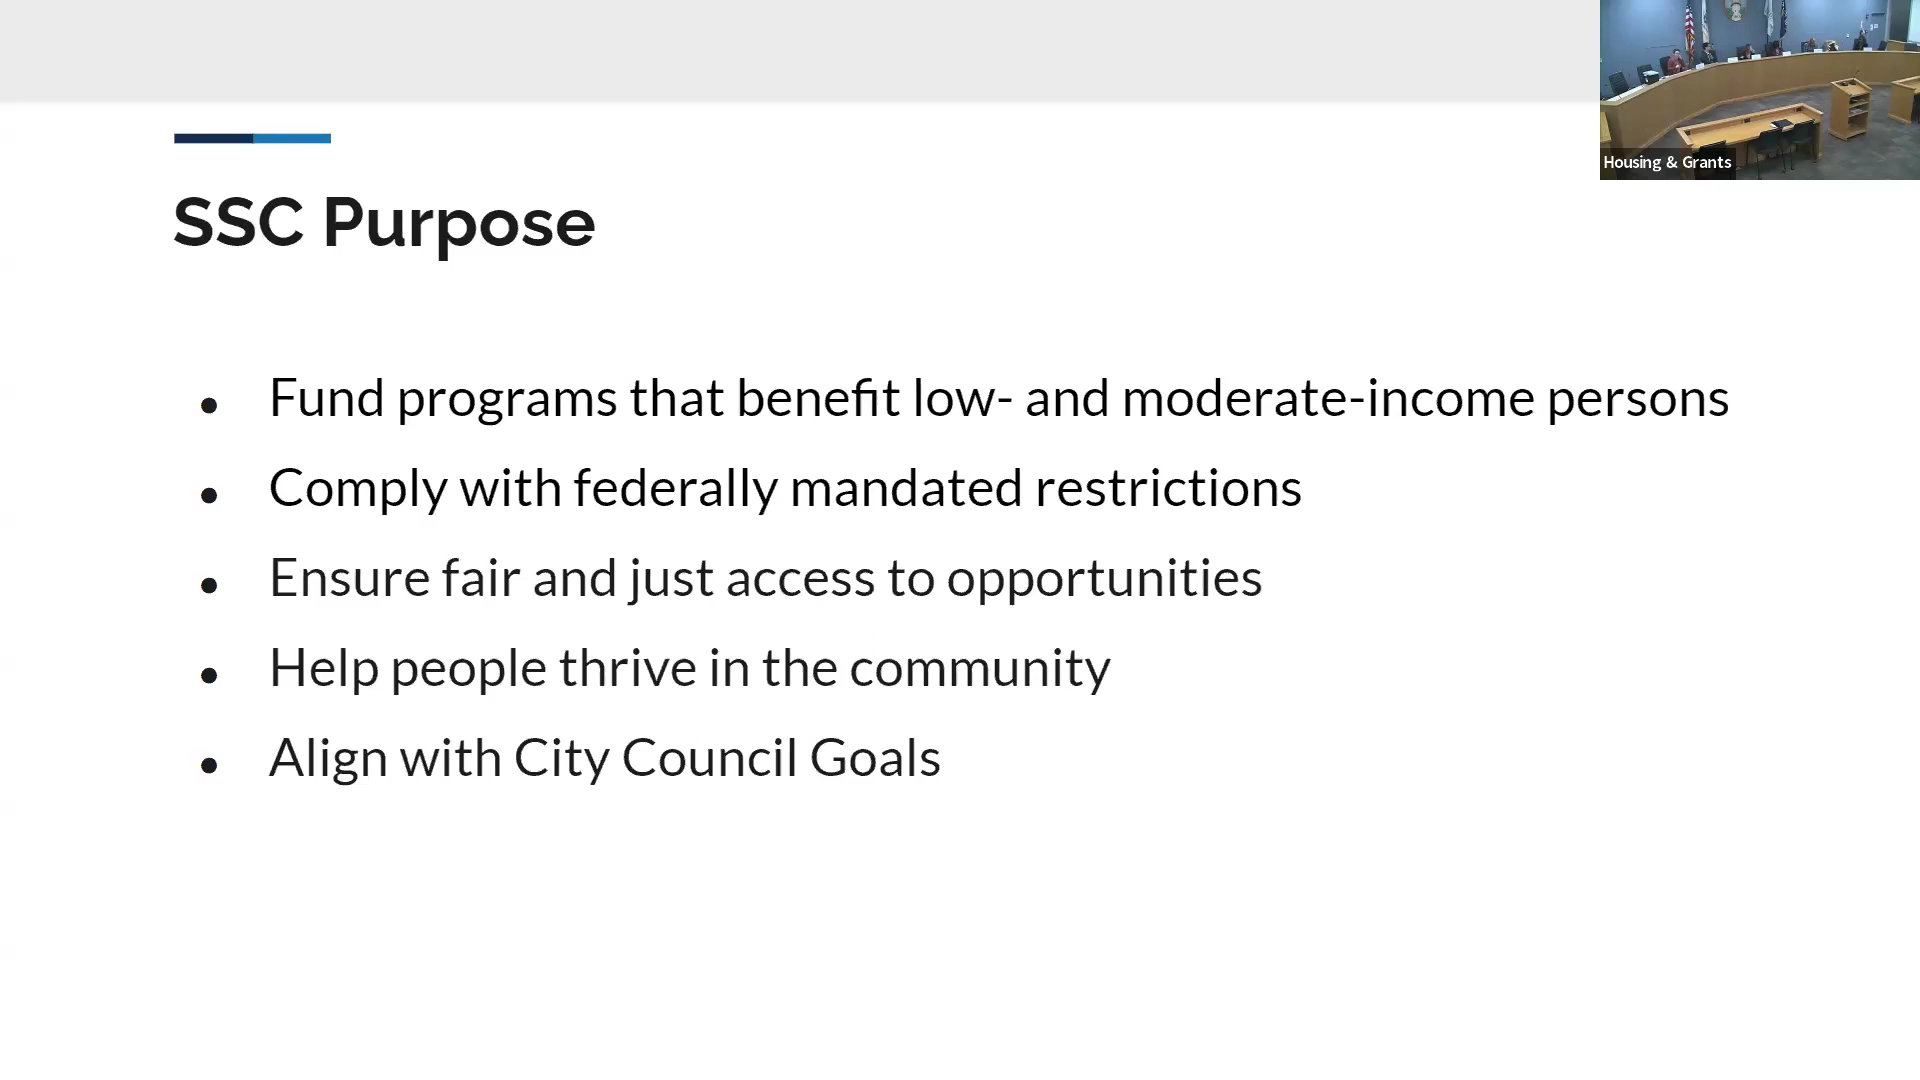 Housing & Grants
SSC Purpose
Fund programs that benefit low- and moderate-income persons
Comply with federally mandated restrictions
Ensure fair and just access to opportunities
Help people thrive in the community
Align with City Council Goals